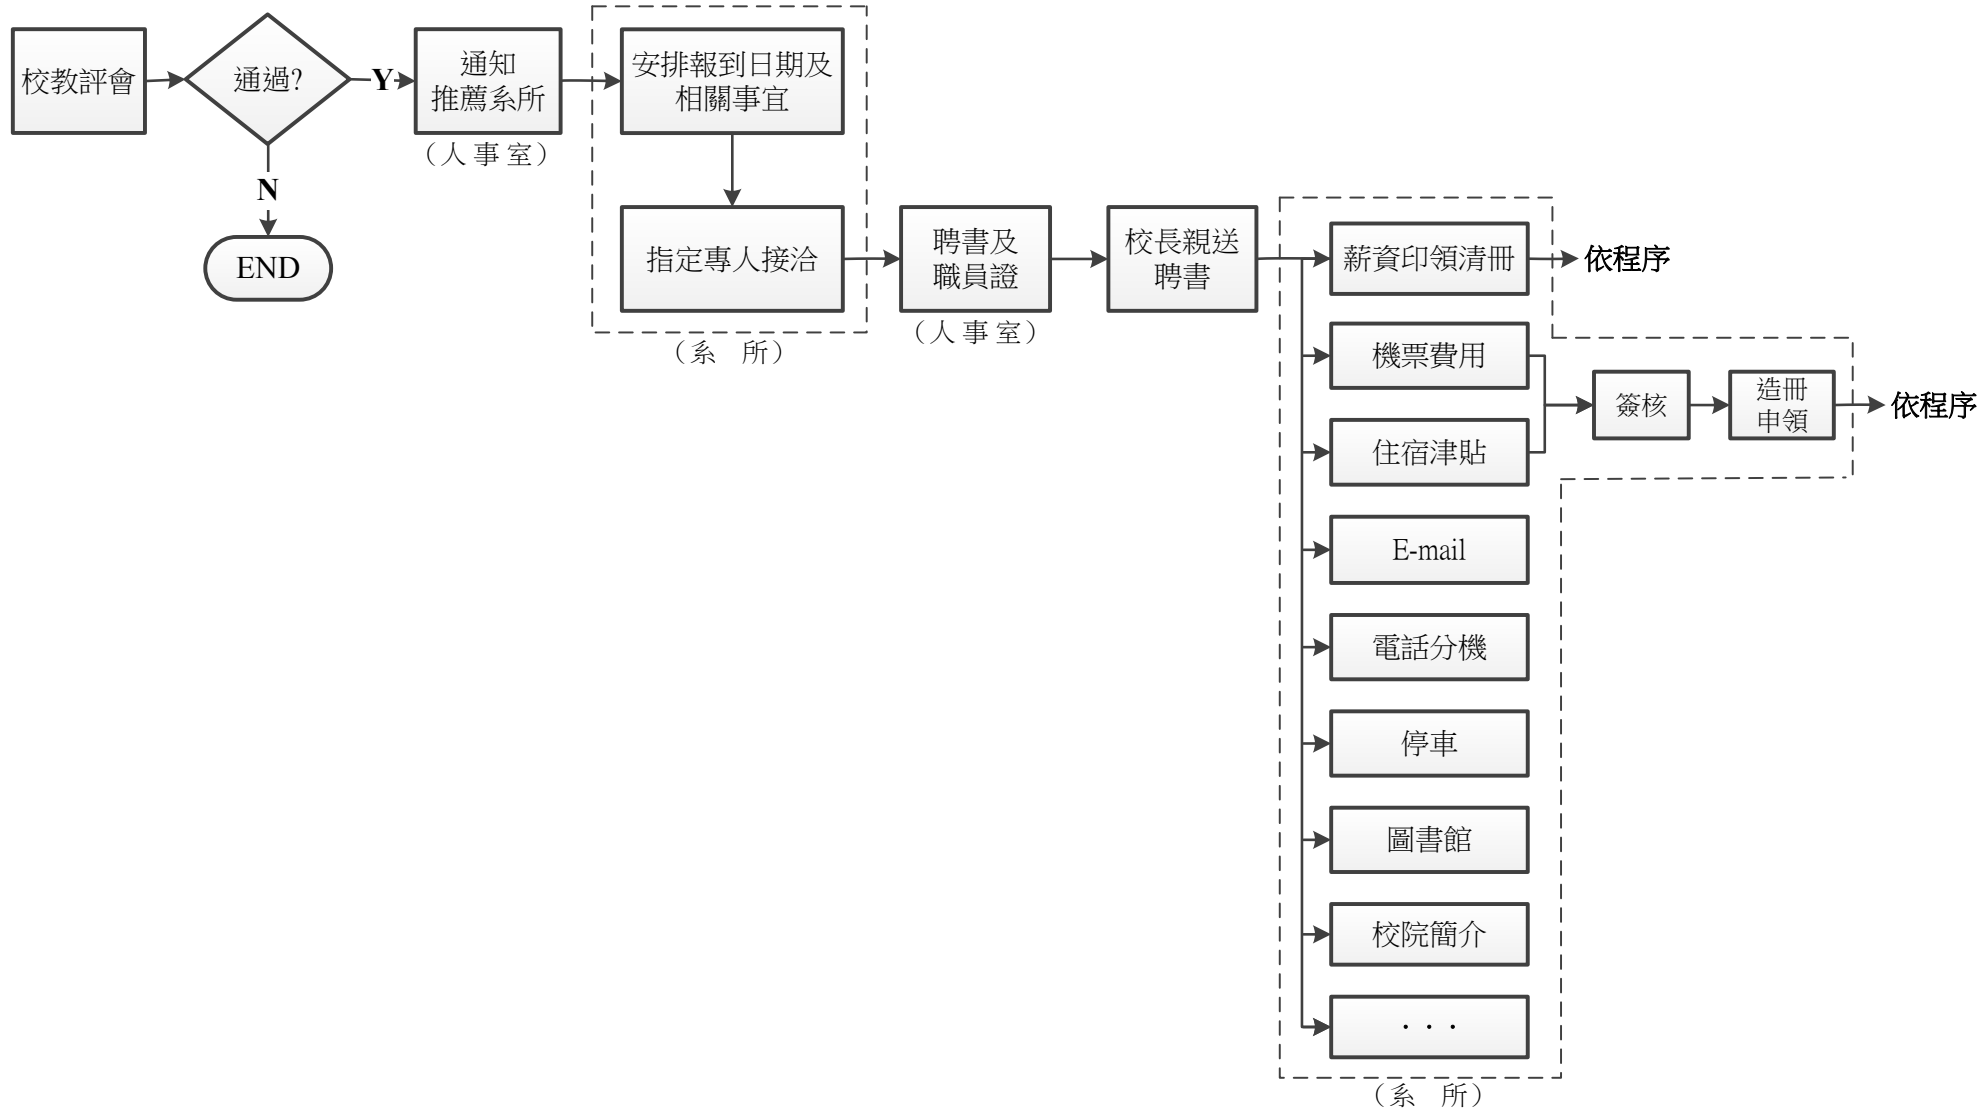 校教評會
通過?
Y
N
END
通知
推薦系所
（人 事 室）
安排報到日期及
相關事宜
指定專人接洽
（系　所）
聘書及
職員證
（人 事 室）
校長親送
聘書
薪資印領清冊
依程序
機票費用
住宿津貼
簽核
造冊
申領
依程序
E-mail
電話分機
停車
圖書館
校院簡介
· · ·
（系　所）